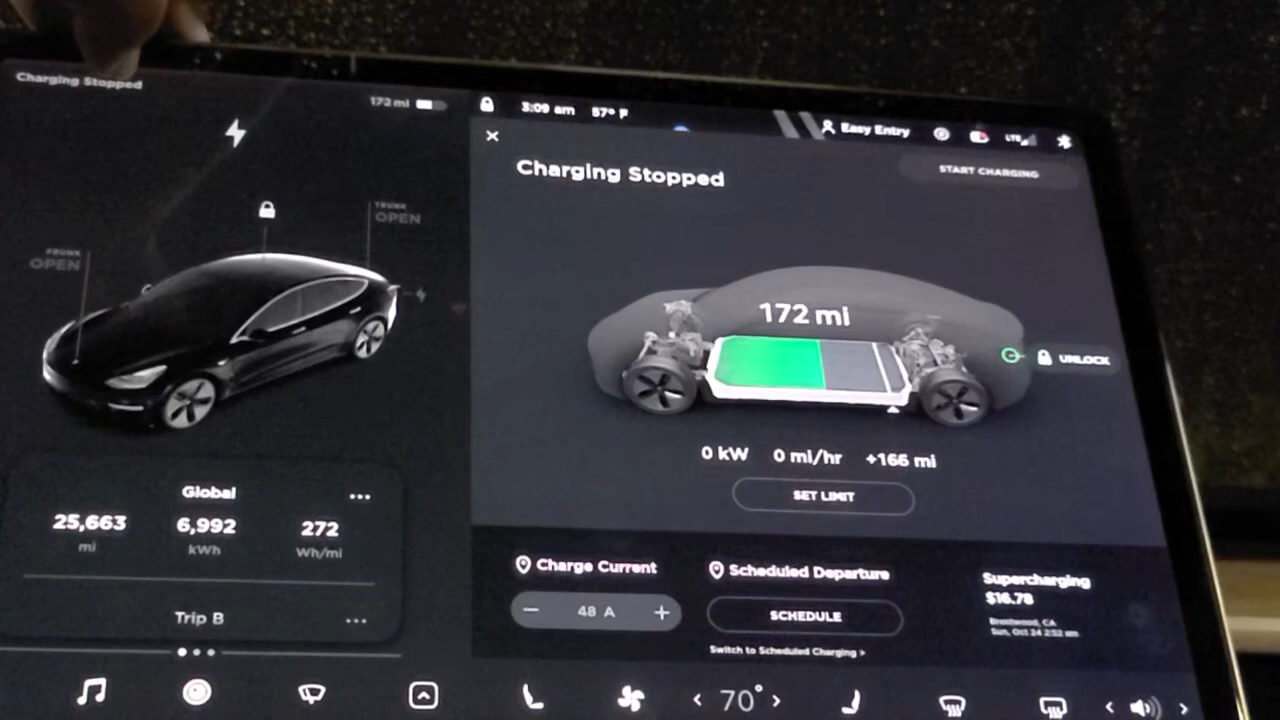 Charging Stopped
172 mi
3:09 am
57° F
Easy Entry
LTE
TRUNK
OPEN
FRUNK
OPEN
Global
25,663
6,992
272
mi
kWh
Wh/mi
Trip B
Charging Stopped
START CHARGING
172 mi
UNLOCK
0 kW 0 mi/hr +166 mi
SET LIMIT
Charge Current
48 A
Scheduled Departure
SCHEDULE
Switch to Scheduled Charging >
Supercharging
$16.78
Brentwood, CA
Sun, Oct 24 2:52 am
70°